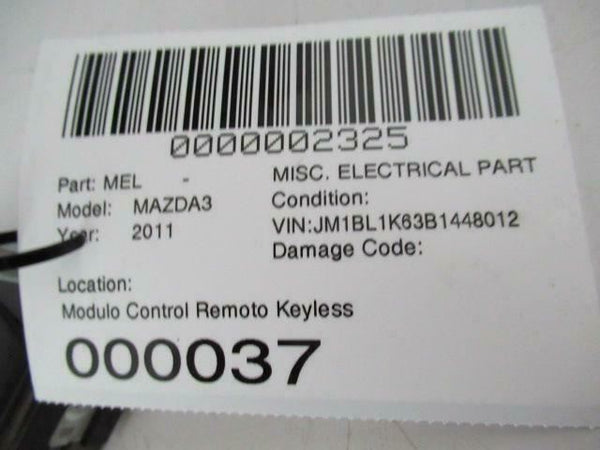 0000002325
Part: MEL - MISC. ELECTRICAL PART
Model: MAZDA3 Condition:
Year: 2011 VIN:JM1BL1K63B1448012
Damage Code:
Location:
Modulo Control Remoto Keyless
000037